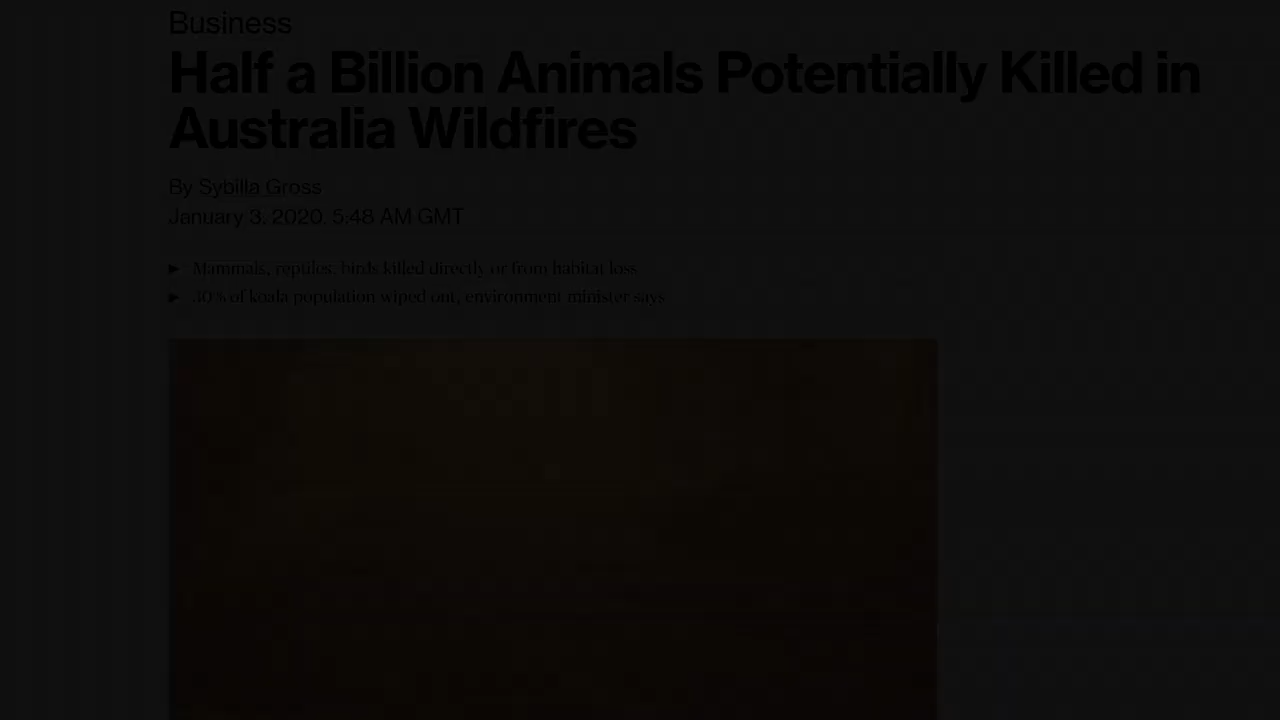 Business
Half a Billion Animals Potentially Killed in
Australia Wildfires
By Sybilla Gross
January 3, 2020, 5:48 AM GMT
► Mammals, reptiles, birds killed directly or from habitat loss
► 30% of koala population wiped out, environment minister says